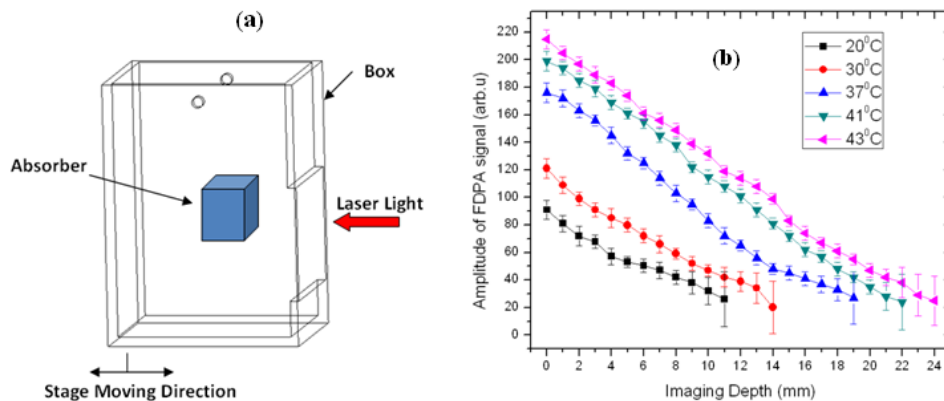 (a)
Box
Absorber
Laser Light
Stage Moving Direction
(b)
20⁰C
30⁰C
37⁰C
41⁰C
43⁰C
Amplitude of FDPA signal (arb.u)
220
200
180
160
140
120
100
80
60
40
20
0
0 2 4 6 8 10 12 14 16 18 20 22 24
Imaging Depth (mm)